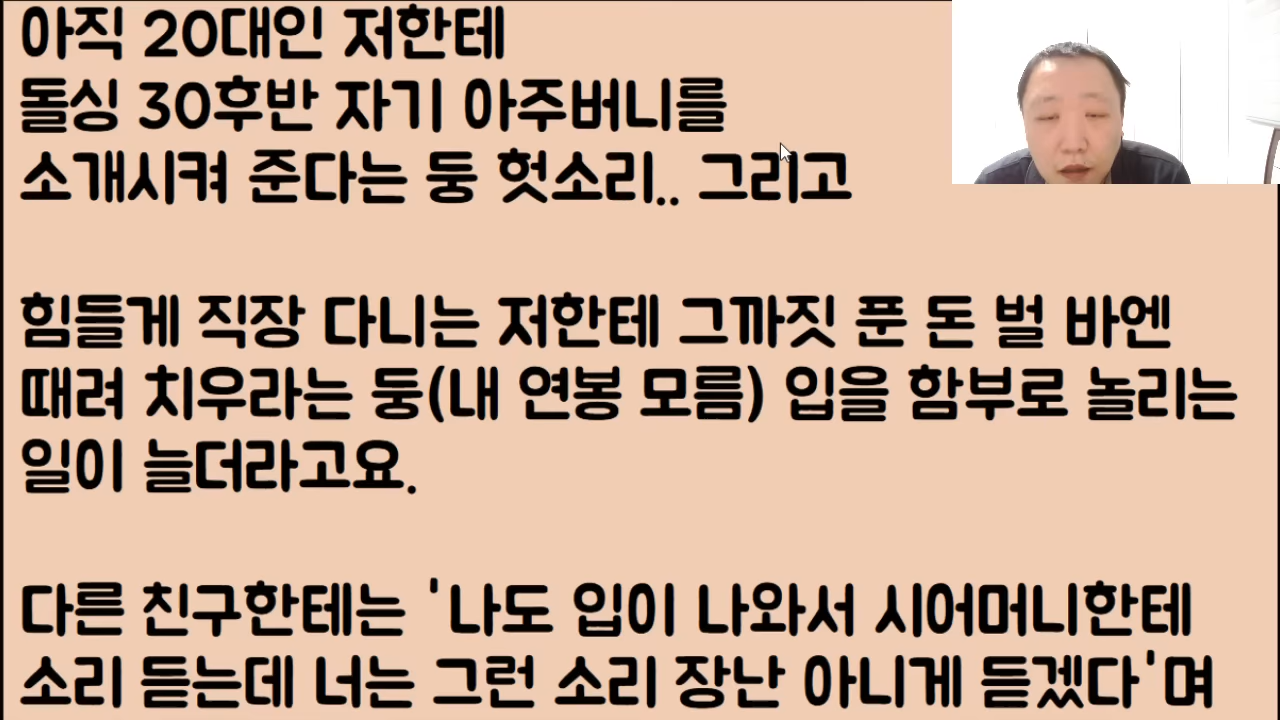 아직 20대인 저한테
돌싱 30후반 자기 아주버니를
소개시켜 준다는 둥 헛소리.. 그리고
힘들게 직장 다니는 저한테 그까짓 푼 돈 벌 바엔
때려 치우라는 둥(내 연봉 모름) 입을 함부로 놀리는
일이 늘더라고요.
다른 친구한테는 '나도 입이 나와서 시어머니한테
소리 듣는데 너는 그런 소리 장난 아니게 듣겠다'며